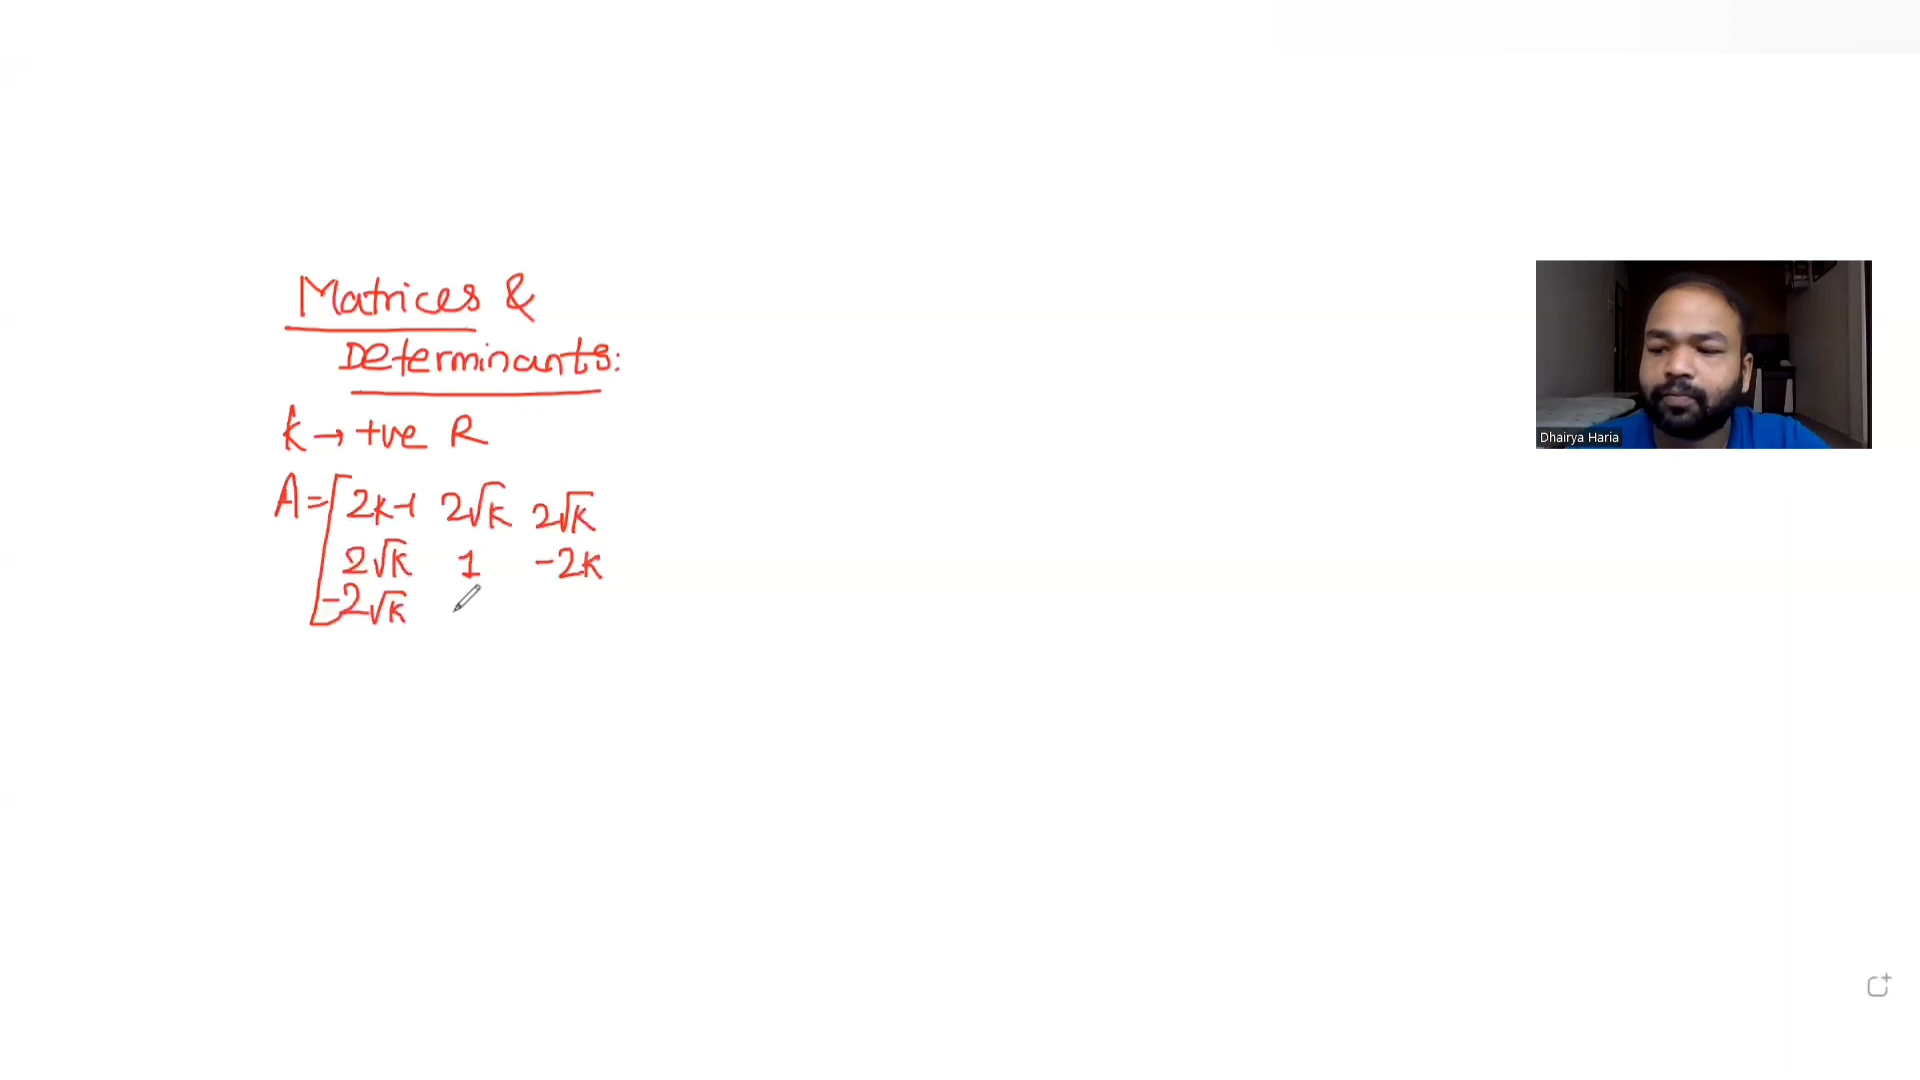 Matrices &
Determinants:
k → +ve R
A = [ 2k-1 2√k 2√k
2√k 1 -2k
-2√k
Dhairya Haria